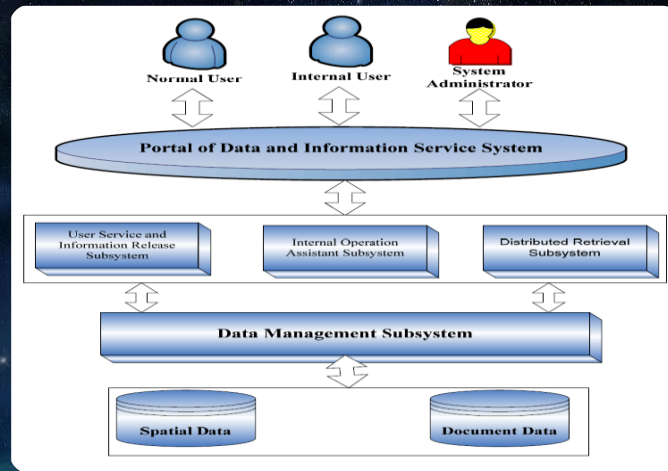 Normal User
Internal User
System
Administrator
Portal of Data and Information Service System
User Service and
Information Release
Subsystem
Internal Operation
Assistant Subsystem
Distributed Retrieval
Subsystem
Data Management Subsystem
Spatial Data
Document Data